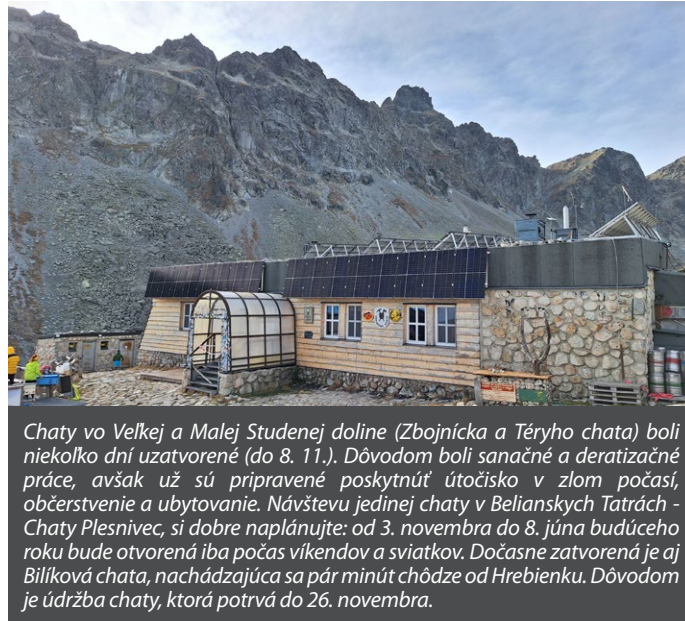 Chaty vo Veľkej a Malej Studenej doline (Zbojnícka a Téryho chata) boli
niekoľko dní uzatvorené (do 8. 11.). Dôvodom boli sanačné a deratizačné
práce, avšak už sú pripravené poskytnúť útočisko v zlom počasí,
občerstvenie a ubytovanie. Návštevu jedinej chaty v Belianskych Tatrách -
Chaty Plesnivec, si dobre naplánujte: od 3. novembra do 8. júna budúceho
roku bude otvorená iba počas víkendov a sviatkov. Dočasne zatvorená je aj
Bilíková chata, nachádzajúca sa pár minút chôdze od Hrebienku. Dôvodom
je údržba chaty, ktorá potrvá do 26. novembra.